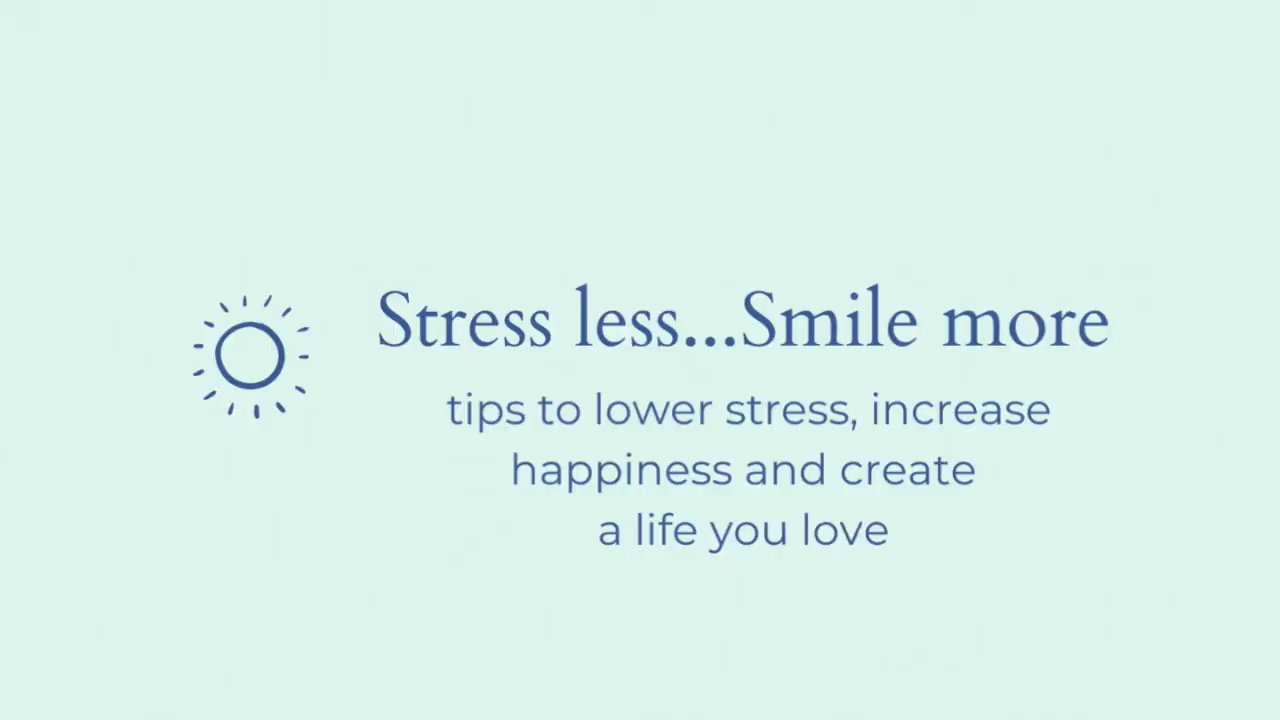 Stress less...Smile more
tips to lower stress, increase
happiness and create
a life you love